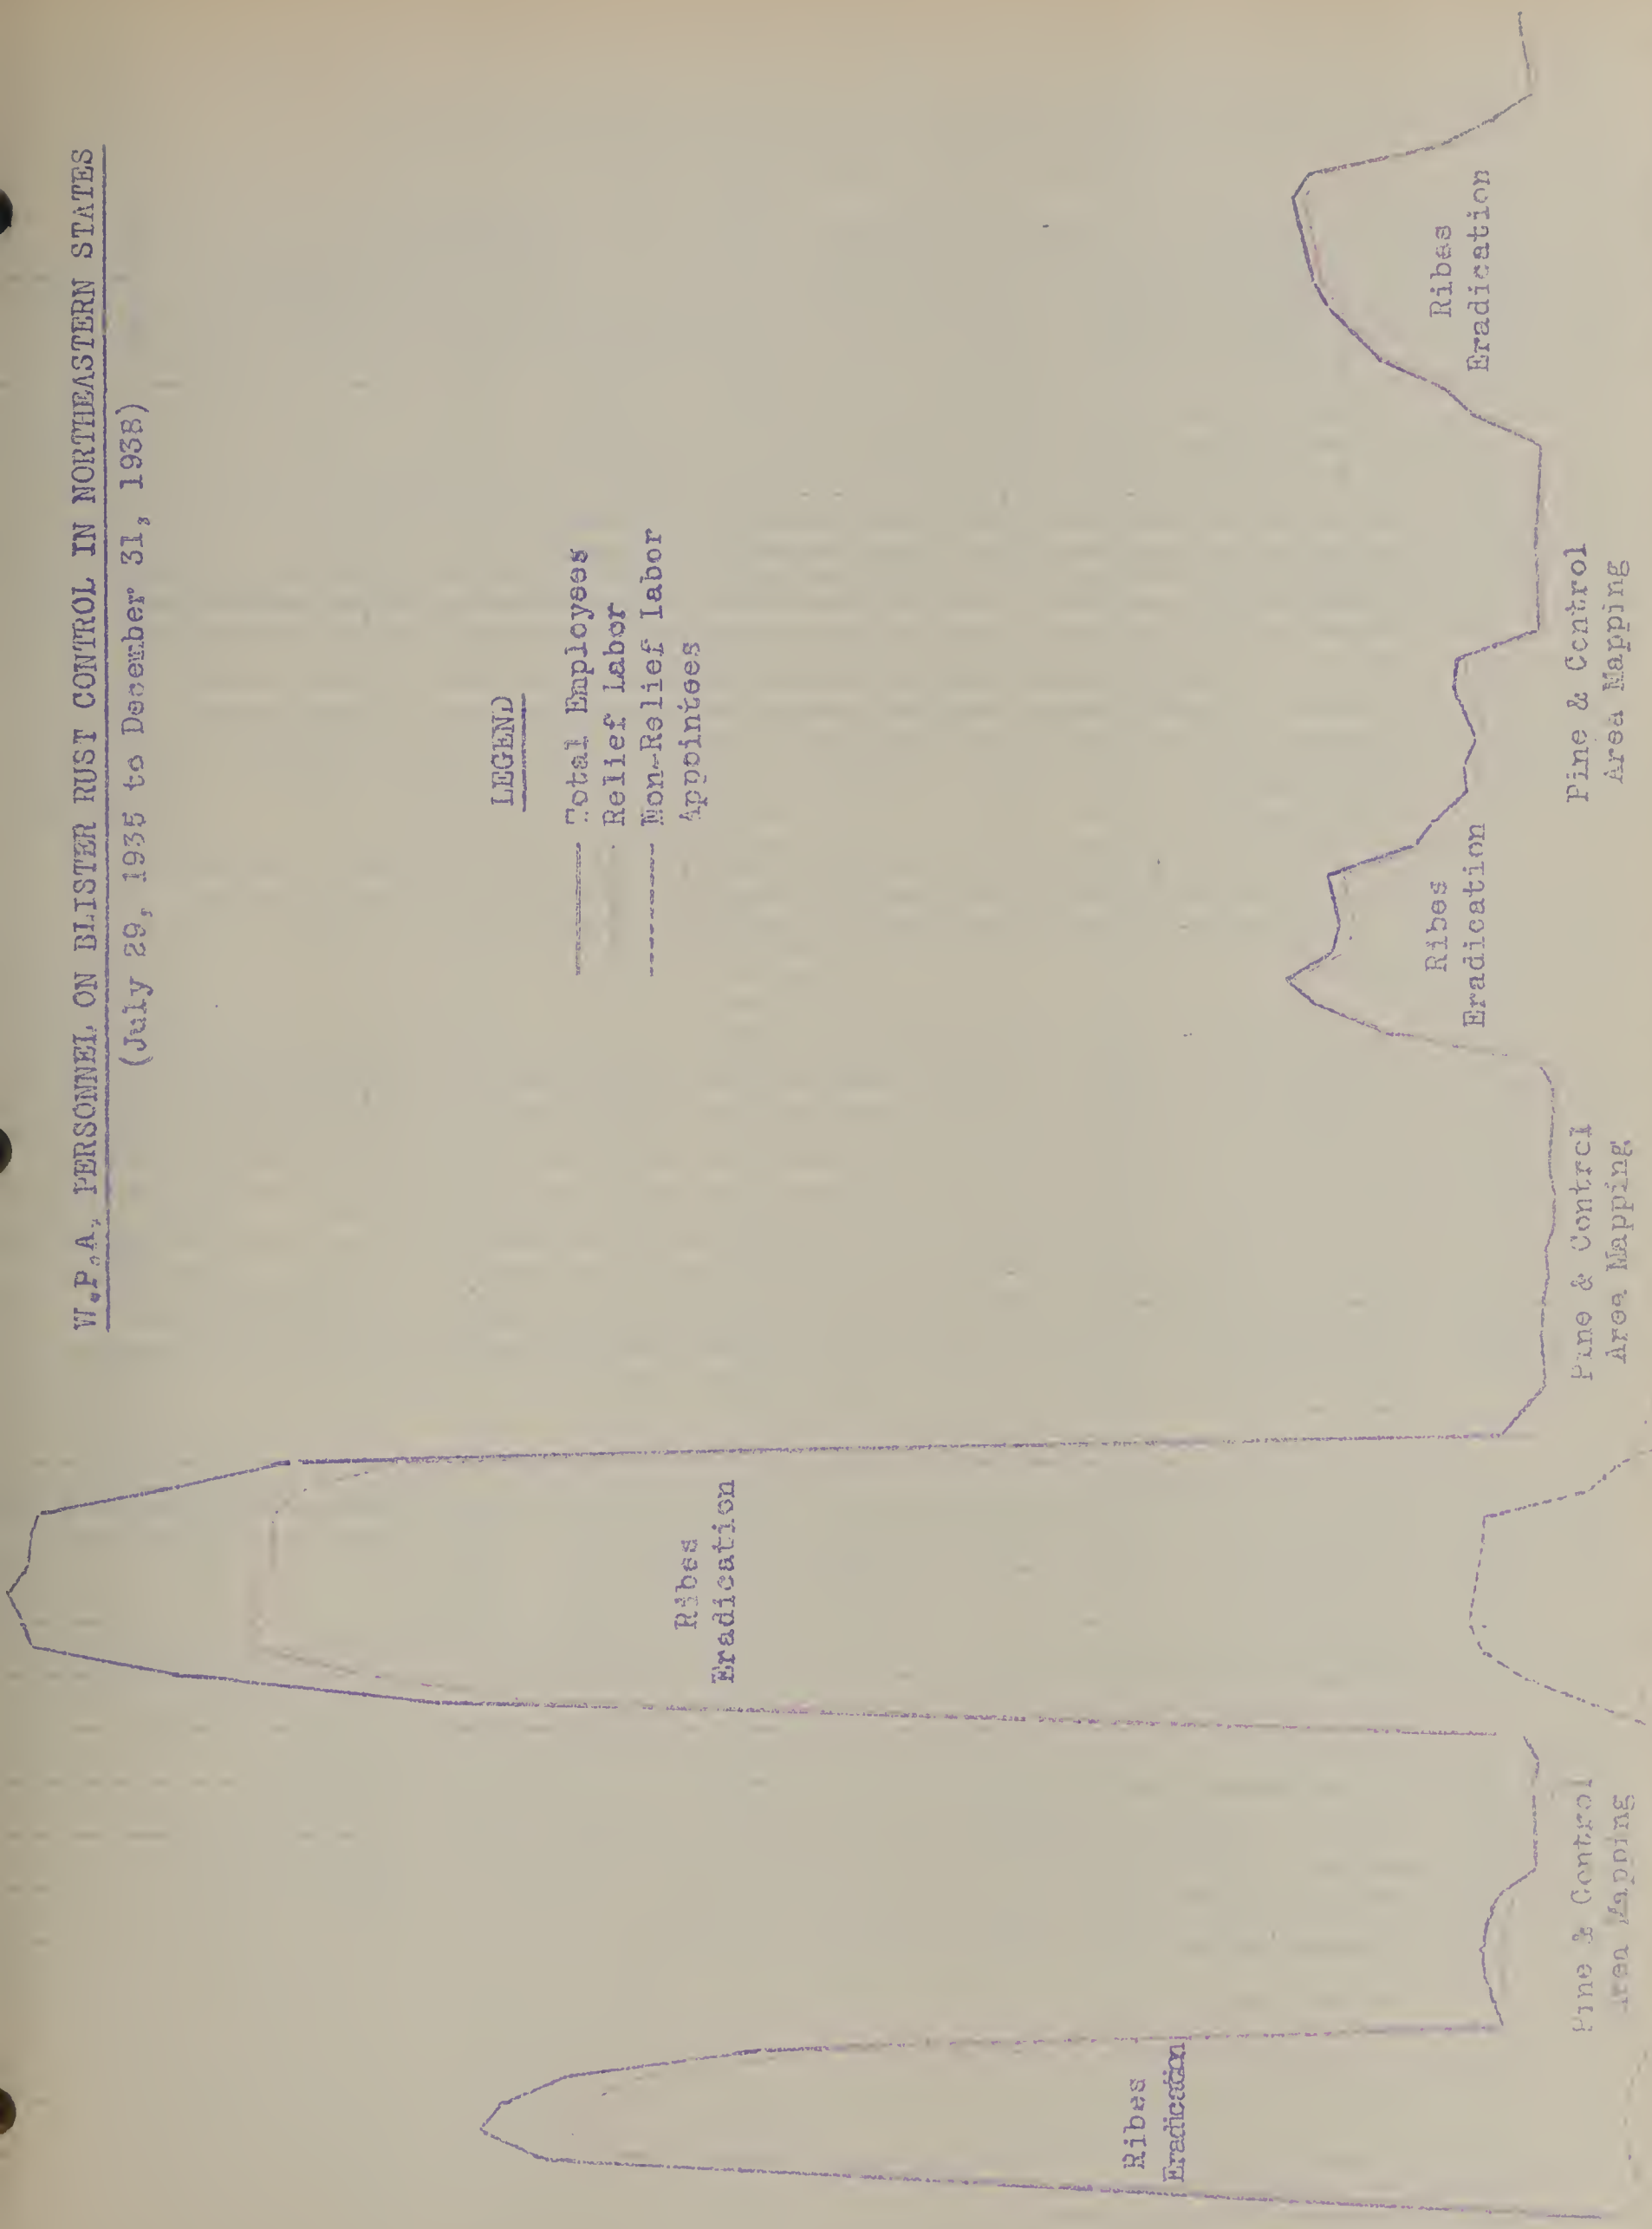 W.P.A. PERSONNEL ON BLISTER RUST CONTROL IN NORTHEASTERN STATES
(July 29, 1935 to December 31, 1938)
LEGEND
Total Employees
Relief Labor
Non-Relief Labor
Appointees
Ribes
Eradication
Ribes
Eradication
Ribes
Eradication
Ribes
Eradication
Pine & Control
Area Mapping
Pine & Control
Area Mapping
Pine & Control
Area Mapping